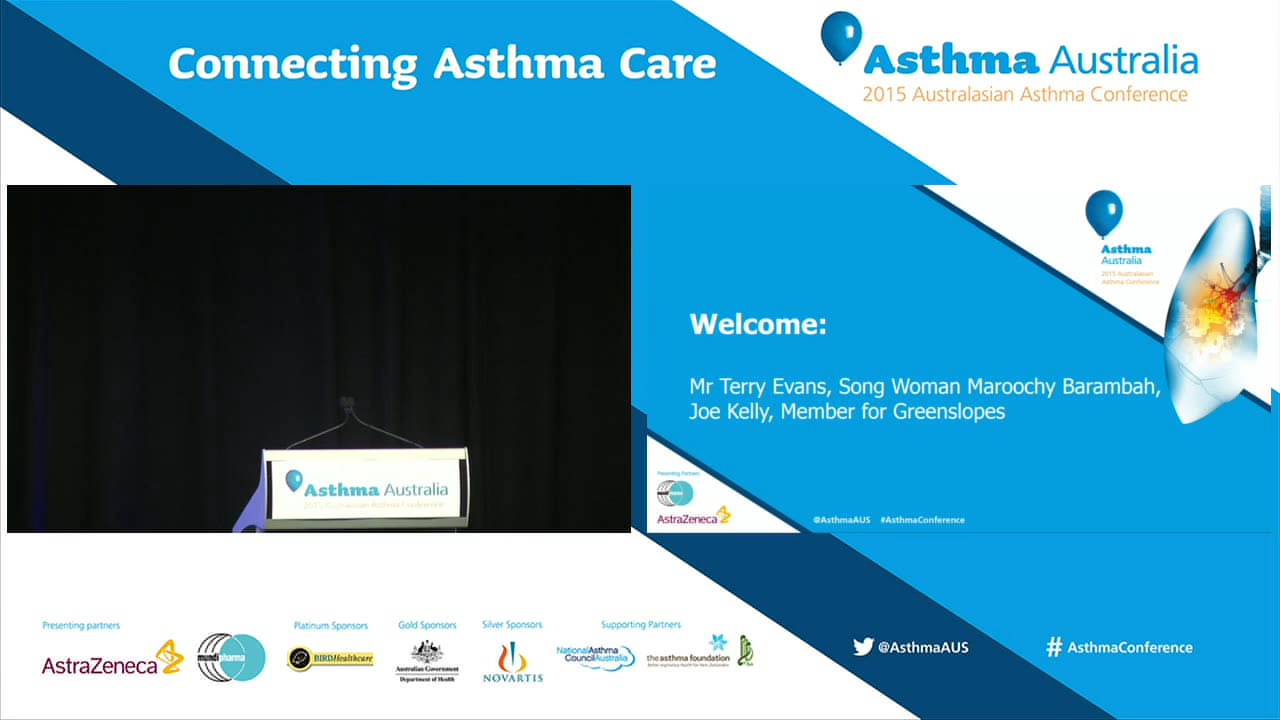 Connecting Asthma Care
Asthma Australia
2015 Australasian Asthma Conference
Asthma
Australia
2015 Australasian
Asthma Conference
Welcome:
Mr Terry Evans, Song Woman Maroochy Barambah,
Joe Kelly, Member for Greenslopes
Asthma Australia
2015 Australasian Asthma Conference
Presenting Partners
AstraZeneca
@AsthmaAUS #AsthmaConference
Presenting partners
Platinum Sponsors
Gold Sponsors
Silver Sponsors
Supporting Partners
AstraZeneca
mundipharma
BIRDHealthcare
Australian Government
Department of Health
NOVARTIS
National Asthma
Council Australia
the asthma foundation
@AsthmaAUS
# AsthmaConference